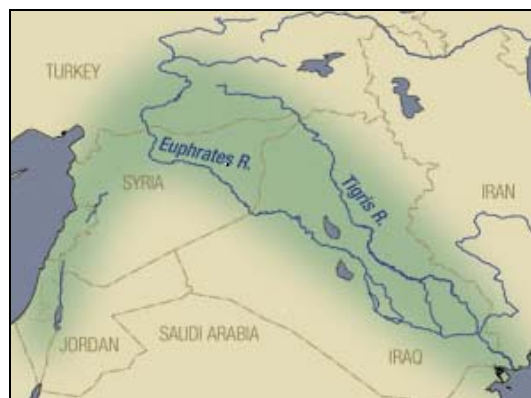 TURKEY
Euphrates R.
SYRIA
Tigris R.
IRAN
SAUDI ARABIA
JORDAN
IRAQ